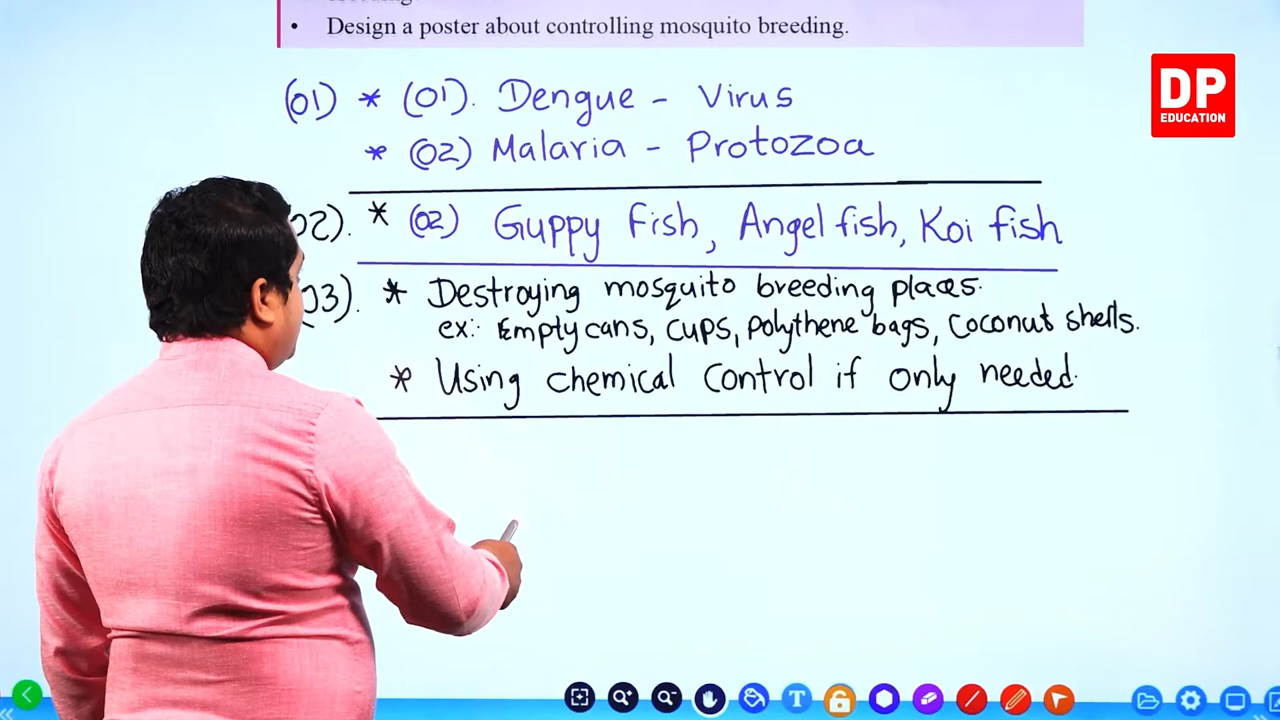 • Design a poster about controlling mosquito breeding.
DP
EDUCATION
(01) * (01). Dengue - Virus
* (02) Malaria - Protozoa
02). * (02) Guppy Fish, Angel fish, Koi fish
03). * Destroying mosquito breeding places.
ex:- Empty cans, cups, polythene bags, Coconut shells.
* Using chemical Control if only needed.
T